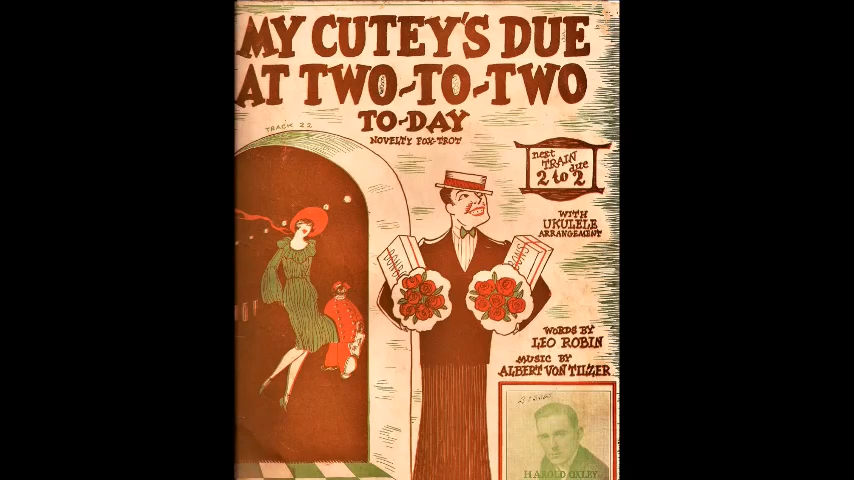 MY CUTEY'S DUE
AT TWO-TO-TWO
TO-DAY
NOVELTY FOX-TROT
TRACK 22
next
TRAIN
due
2 to 2
WITH
UKULELE
ARRANGEMENT
BONBONS
WORDS BY
LEO ROBIN
MUSIC BY
ALBERT VON TILZER
HAROLD OXLEY